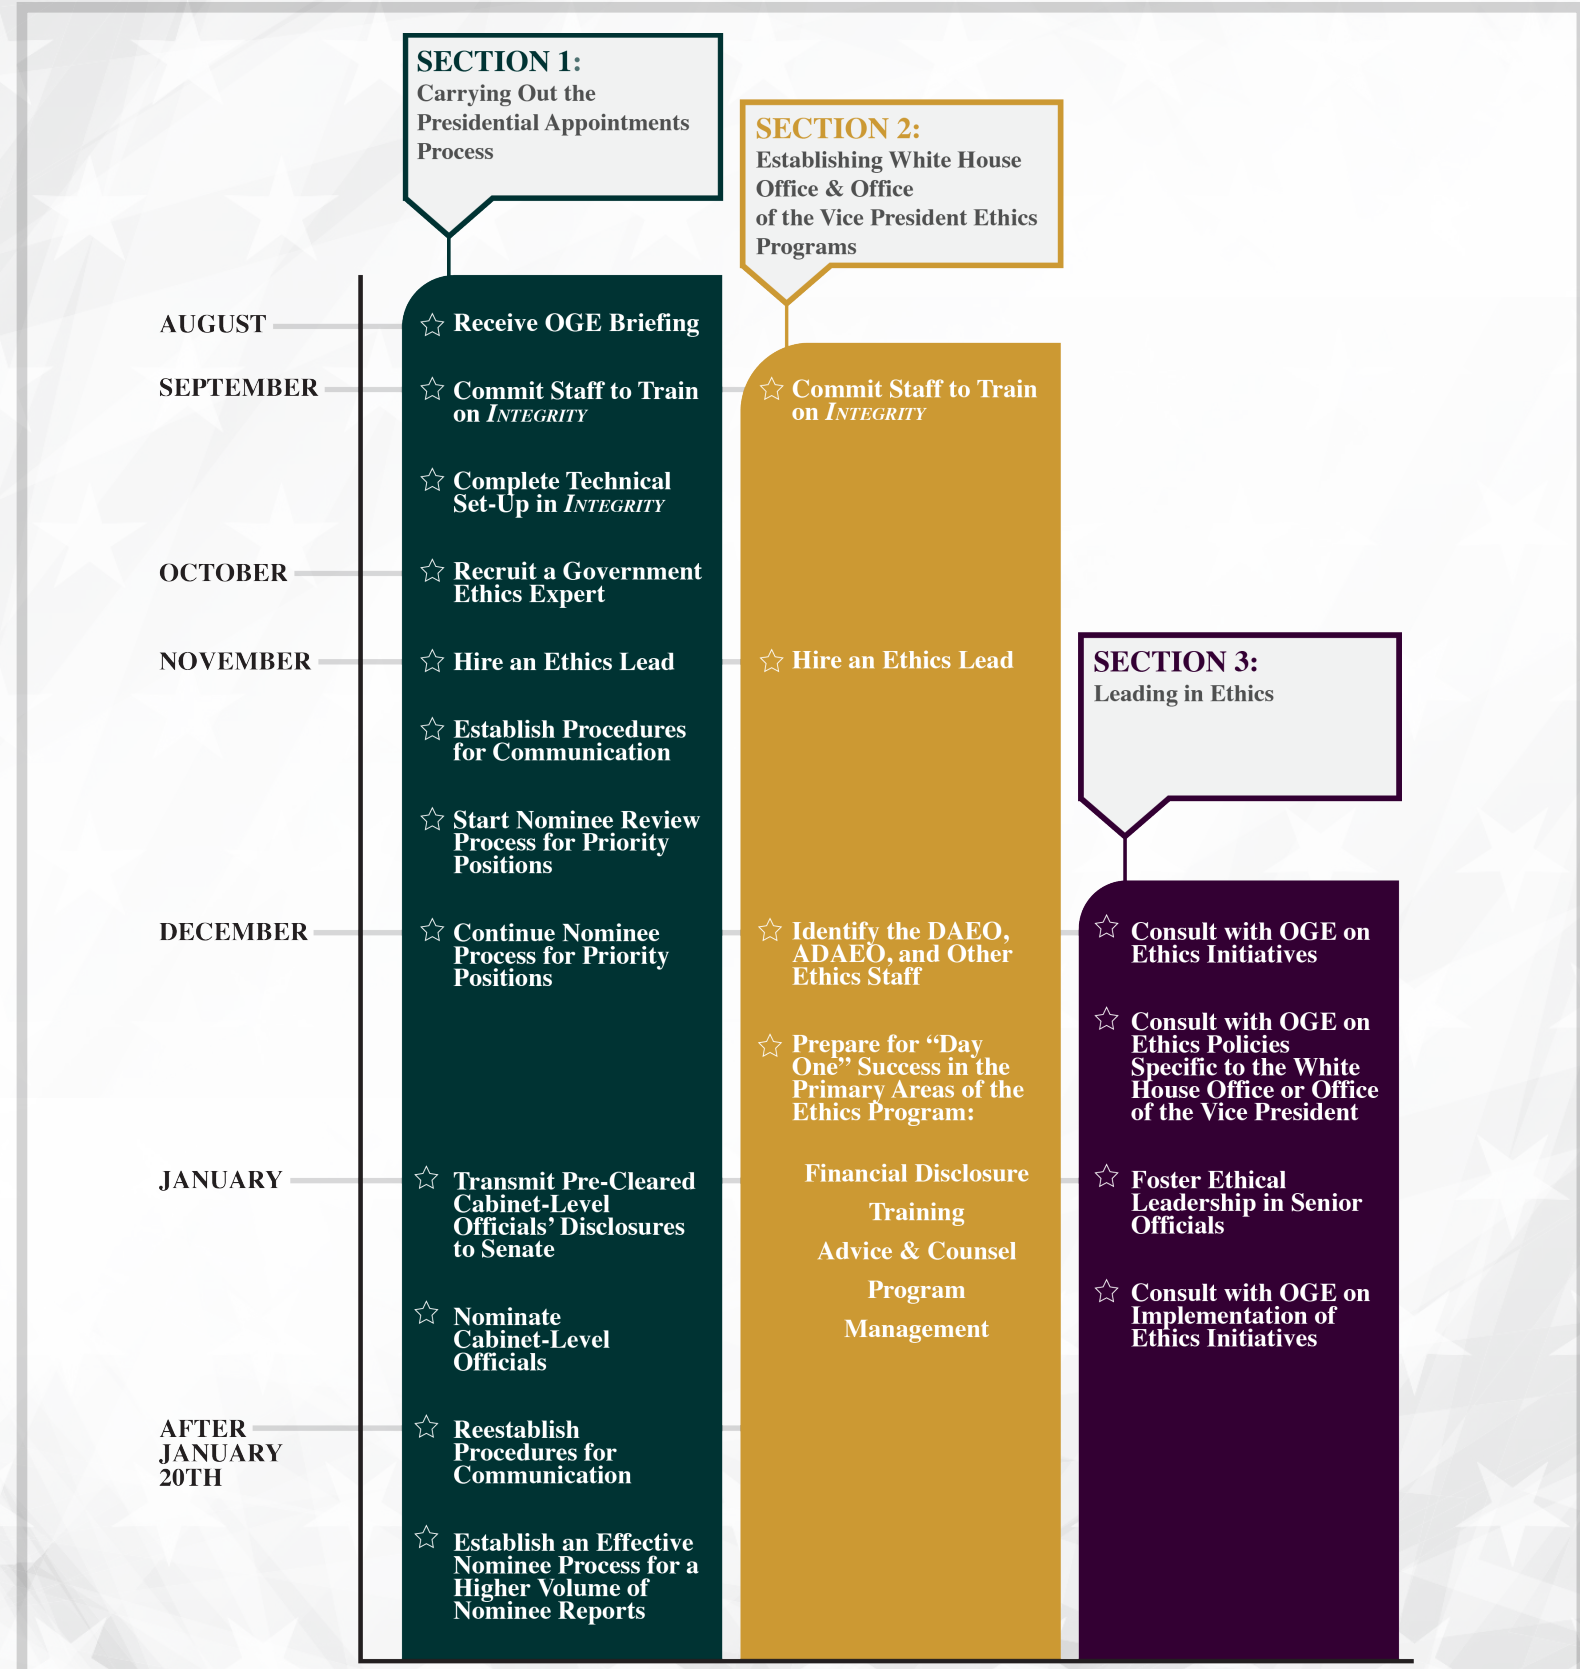 SECTION 1:
Carrying Out the
Presidential Appointments
Process
SECTION 2:
Establishing White House
Office & Office
of the Vice President Ethics
Programs
SECTION 3:
Leading in Ethics
AUGUST
SEPTEMBER
OCTOBER
NOVEMBER
DECEMBER
JANUARY
AFTER
JANUARY
20TH
Receive OGE Briefing
Commit Staff to Train
on INTEGRITY
Complete Technical
Set-Up in INTEGRITY
Recruit a Government
Ethics Expert
Hire an Ethics Lead
Establish Procedures
for Communication
Start Nominee Review
Process for Priority
Positions
Continue Nominee
Process for Priority
Positions
Transmit Pre-Cleared
Cabinet-Level
Officials’ Disclosures
to Senate
Nominate
Cabinet-Level
Officials
Reestablish
Procedures for
Communication
Establish an Effective
Nominee Process for a
Higher Volume of
Nominee Reports
Commit Staff to Train
on INTEGRITY
Hire an Ethics Lead
Identify the DAEO,
ADAEO, and Other
Ethics Staff
Prepare for “Day
One” Success in the
Primary Areas of the
Ethics Program:
Financial Disclosure
Training
Advice & Counsel
Program
Management
Consult with OGE on
Ethics Initiatives
Consult with OGE on
Ethics Policies
Specific to the White
House Office or Office
of the Vice President
Foster Ethical
Leadership in Senior
Officials
Consult with OGE on
Implementation of
Ethics Initiatives